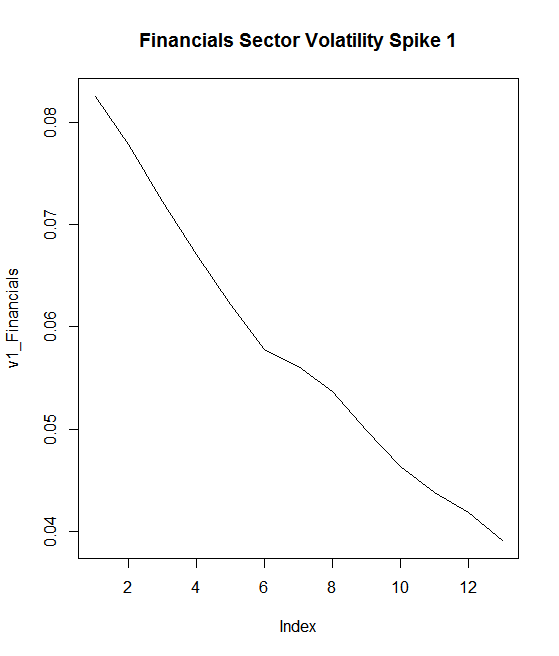 Financials Sector Volatility Spike 1
v1_Financials
0.08
0.07
0.06
0.05
0.04
2 4 6 8 10 12
Index